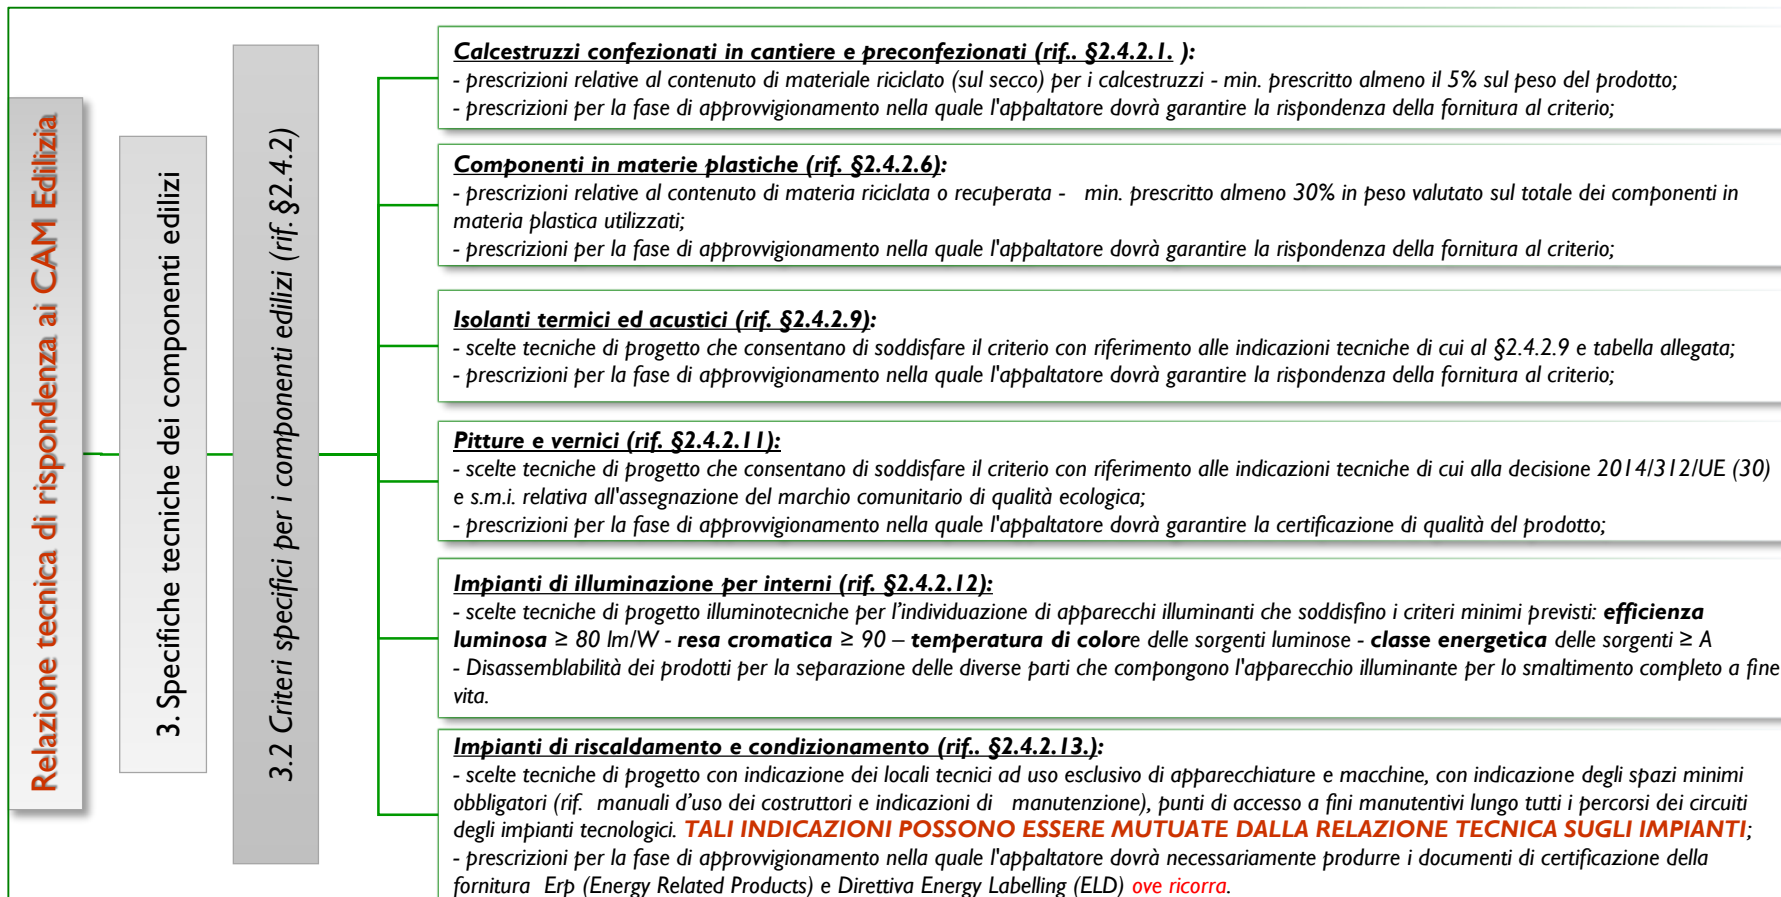 Relazione tecnica di rispondenza ai CAM Edilizia
3. Specifiche tecniche dei componenti edilizi
3.2 Criteri specifici per i componenti edilizi (rif. §2.4.2)
Calcestruzzi confezionati in cantiere e preconfezionati (rif.. §2.4.2.1. ):
- prescrizioni relative al contenuto di materiale riciclato (sul secco) per i calcestruzzi - min. prescritto almeno il 5% sul peso del prodotto;
- prescrizioni per la fase di approvvigionamento nella quale l'appaltatore dovrà garantire la rispondenza della fornitura al criterio;
Componenti in materie plastiche (rif. §2.4.2.6):
- prescrizioni relative al contenuto di materia riciclata o recuperata - min. prescritto almeno 30% in peso valutato sul totale dei componenti in
materia plastica utilizzati;
- prescrizioni per la fase di approvvigionamento nella quale l'appaltatore dovrà garantire la rispondenza della fornitura al criterio;
Isolanti termici ed acustici (rif. §2.4.2.9):
- scelte tecniche di progetto che consentano di soddisfare il criterio con riferimento alle indicazioni tecniche di cui al §2.4.2.9 e tabella allegata;
- prescrizioni per la fase di approvvigionamento nella quale l'appaltatore dovrà garantire la rispondenza della fornitura al criterio;
Pitture e vernici (rif. §2.4.2.11):
- scelte tecniche di progetto che consentano di soddisfare il criterio con riferimento alle indicazioni tecniche di cui alla decisione 2014/312/UE (30)
e s.m.i. relativa all'assegnazione del marchio comunitario di qualità ecologica;
- prescrizioni per la fase di approvvigionamento nella quale l'appaltatore dovrà garantire la certificazione di qualità del prodotto;
Impianti di illuminazione per interni (rif. §2.4.2.12):
- scelte tecniche di progetto illuminotecniche per l’individuazione di apparecchi illuminanti che soddisfino i criteri minimi previsti: efficienza
luminosa ≥ 80 lm/W - resa cromatica ≥ 90 – temperatura di colore delle sorgenti luminose - classe energetica delle sorgenti ≥ A
- Disassemblabilità dei prodotti per la separazione delle diverse parti che compongono l'apparecchio illuminante per lo smaltimento completo a fine
vita.
Impianti di riscaldamento e condizionamento (rif.. §2.4.2.13.):
- scelte tecniche di progetto con indicazione dei locali tecnici ad uso esclusivo di apparecchiature e macchine, con indicazione degli spazi minimi
obbligatori (rif. manuali d’uso dei costruttori e indicazioni di manutenzione), punti di accesso a fini manutentivi lungo tutti i percorsi dei circuiti
degli impianti tecnologici. TALI INDICAZIONI POSSONO ESSERE MUTUATE DALLA RELAZIONE TECNICA SUGLI IMPIANTI;
- prescrizioni per la fase di approvvigionamento nella quale l'appaltatore dovrà necessariamente produrre i documenti di certificazione della
fornitura Erp (Energy Related Products) e Direttiva Energy Labelling (ELD) ove ricorra.